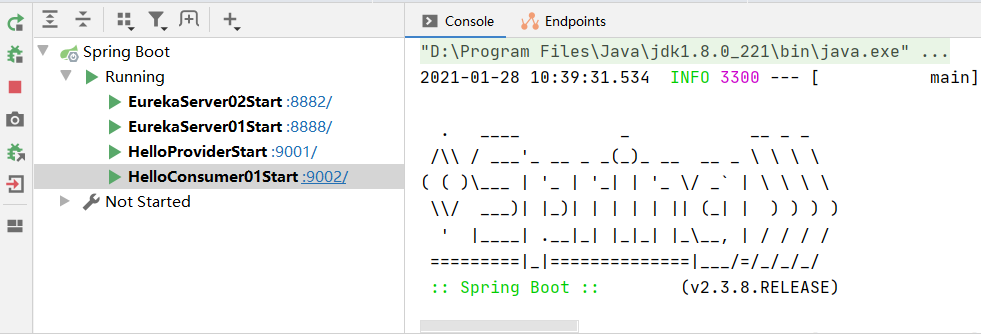 Console
Endpoints
Spring Boot
Running
EurekaServer02Start :8882/
EurekaServer01Start :8888/
HelloProviderStart :9001/
HelloConsumer01Start :9002/
Not Started
"D:\Program Files\Java\jdk1.8.0_221\bin\java.exe" ...
2021-01-28 10:39:31.534  INFO 3300 --- [           main]
  .   ____          _            __ _ _
 /\\ / ___'_ __ _ _(_)_ __  __ _ \ \ \ \
( ( )\___ | '_ | '_| | '_ \/ _` | \ \ \ \
 \\/  ___)| |_)| | | | | || (_| |  ) ) ) )
  '  |____| .__|_| |_|_| |_\__, | / / / /
 =========|_|==============|___/=/_/_/_/
 :: Spring Boot ::        (v2.3.8.RELEASE)